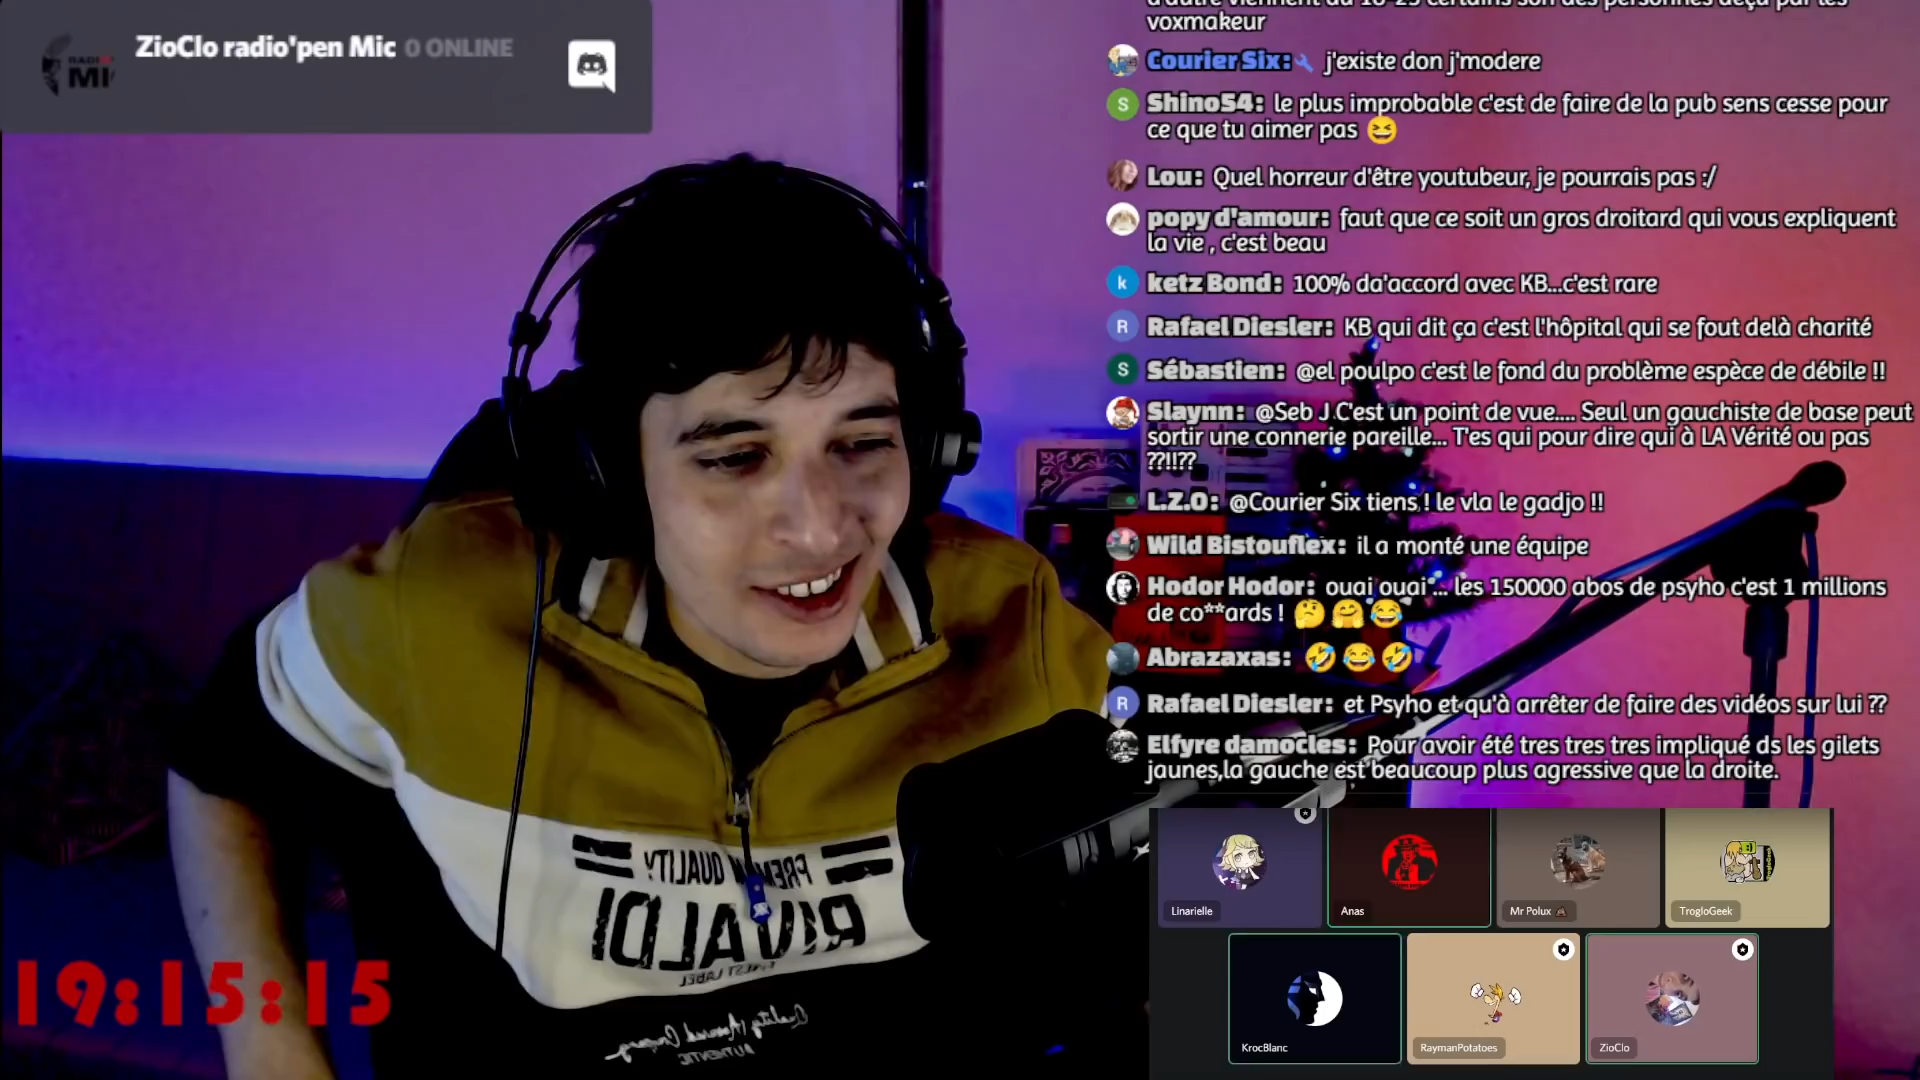 ZioClo radio'pen Mic 0 ONLINE
RADIO
MIC
voxmakeur
Courier Six: j'existe don j'modere
S Shino54: le plus improbable c'est de faire de la pub sens cesse pour
ce que tu aimer pas
Lou: Quel horreur d'être youtubeur, je pourrais pas :/
popy d'amour: faut que ce soit un gros droitard qui vous expliquent
la vie , c'est beau
k ketz Bond: 100% da'accord avec KB...c'est rare
R Rafael Diesler: KB qui dit ça c'est l'hôpital qui se fout delà charité
S Sébastien: @el poulpo c'est le fond du problème espèce de débile !!
Slaynn: @Seb J C'est un point de vue.... Seul un gauchiste de base peut
sortir une connerie pareille... T'es qui pour dire qui à LA Vérité ou pas
??!!??
L.Z.O: @Courier Six tiens ! le vla le gadjo !!
Wild Bistouflex: il a monté une équipe
Hodor Hodor: ouai ouai ... les 150000 abos de psyho c'est 1 millions
de co**ards !
Abrazaxas:
R Rafael Diesler: et Psyho et qu'à arrêter de faire des vidéos sur lui ??
Elfyre damocles: Pour avoir été tres tres tres impliqué ds les gilets
jaunes,la gauche est beaucoup plus agressive que la droite.
PREMIUM QUALITY
RIVALDI
FINEST LABEL
AUTHENTIC
19:15:15
Linarielle
Anas
Mr Polux
TrogloGeek
KrocBlanc
RaymanPotatoes
ZioClo